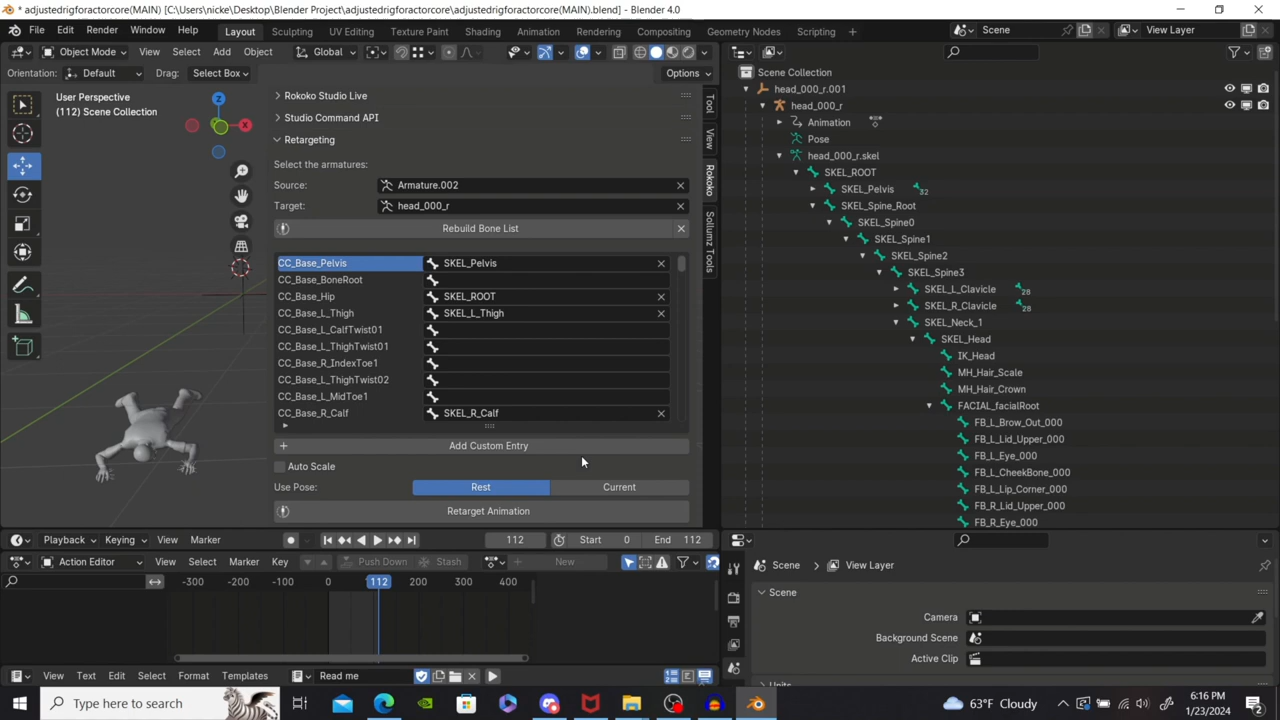 * adjustedrigforactorcore(MAIN) [C:\Users\nicke\Desktop\Blender Project\adjustedrigforactorcore(MAIN).blend] - Blender 4.0
File Edit Render Window Help Layout Sculpting UV Editing Texture Paint Shading Animation Rendering Compositing Geometry Nodes Scripting + Scene View Layer
Object Mode View Select Add Object Global
Orientation: Default Drag: Select Box Options
User Perspective
(112) Scene Collection
Z
X
Rokoko Studio Live
Studio Command API
Retargeting
Select the armatures:
Source: Armature.002
Target: head_000_r
Rebuild Bone List
CC_Base_Pelvis SKEL_Pelvis
CC_Base_BoneRoot
CC_Base_Hip SKEL_ROOT
CC_Base_L_Thigh SKEL_L_Thigh
CC_Base_L_CalfTwist01
CC_Base_L_ThighTwist01
CC_Base_R_IndexToe1
CC_Base_L_ThighTwist02
CC_Base_L_MidToe1
CC_Base_R_Calf SKEL_R_Calf
Add Custom Entry
Auto Scale
Use Pose: Rest Current
Retarget Animation
Tool
View
Rokoko
Sollumz Tools
Scene Collection
head_000_r.001
head_000_r
Animation
Pose
head_000_r.skel
SKEL_ROOT
SKEL_Pelvis 32
SKEL_Spine_Root
SKEL_Spine0
SKEL_Spine1
SKEL_Spine2
SKEL_Spine3
SKEL_L_Clavicle 28
SKEL_R_Clavicle 28
SKEL_Neck_1
SKEL_Head
IK_Head
MH_Hair_Scale
MH_Hair_Crown
FACIAL_facialRoot
FB_L_Brow_Out_000
FB_L_Lid_Upper_000
FB_L_Eye_000
FB_L_CheekBone_000
FB_L_Lip_Corner_000
FB_R_Lid_Upper_000
FB_R_Eye_000
Playback Keying View Marker 112 Start 0 End 112
Action Editor View Select Marker Key Push Down Stash New
-300 -200 -100 0 112 200 300 400
View Text Edit Select Format Templates Read me
Scene View Layer
Scene
Camera
Background Scene
Active Clip
Units
Type here to search
63°F Cloudy
6:16 PM
1/23/2024